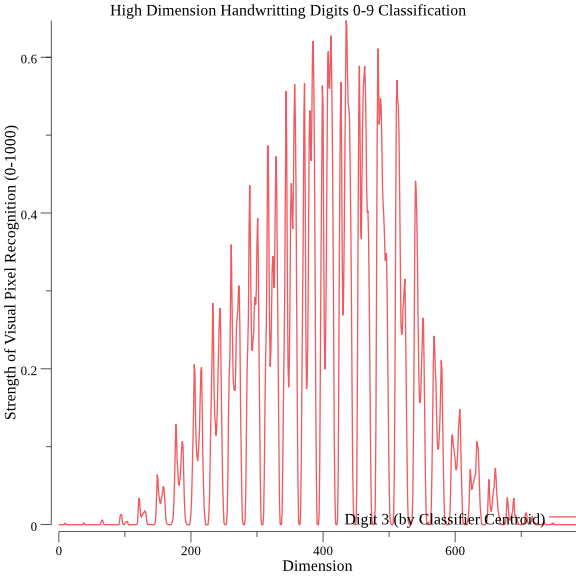 High Dimension Handwritting Digits 0-9 Classification
Strength of Visual Pixel Recognition (0-1000)
0.6
0.4
0.2
0
Digit 3 (by Classifier Centroid)
0 200 400 600
Dimension